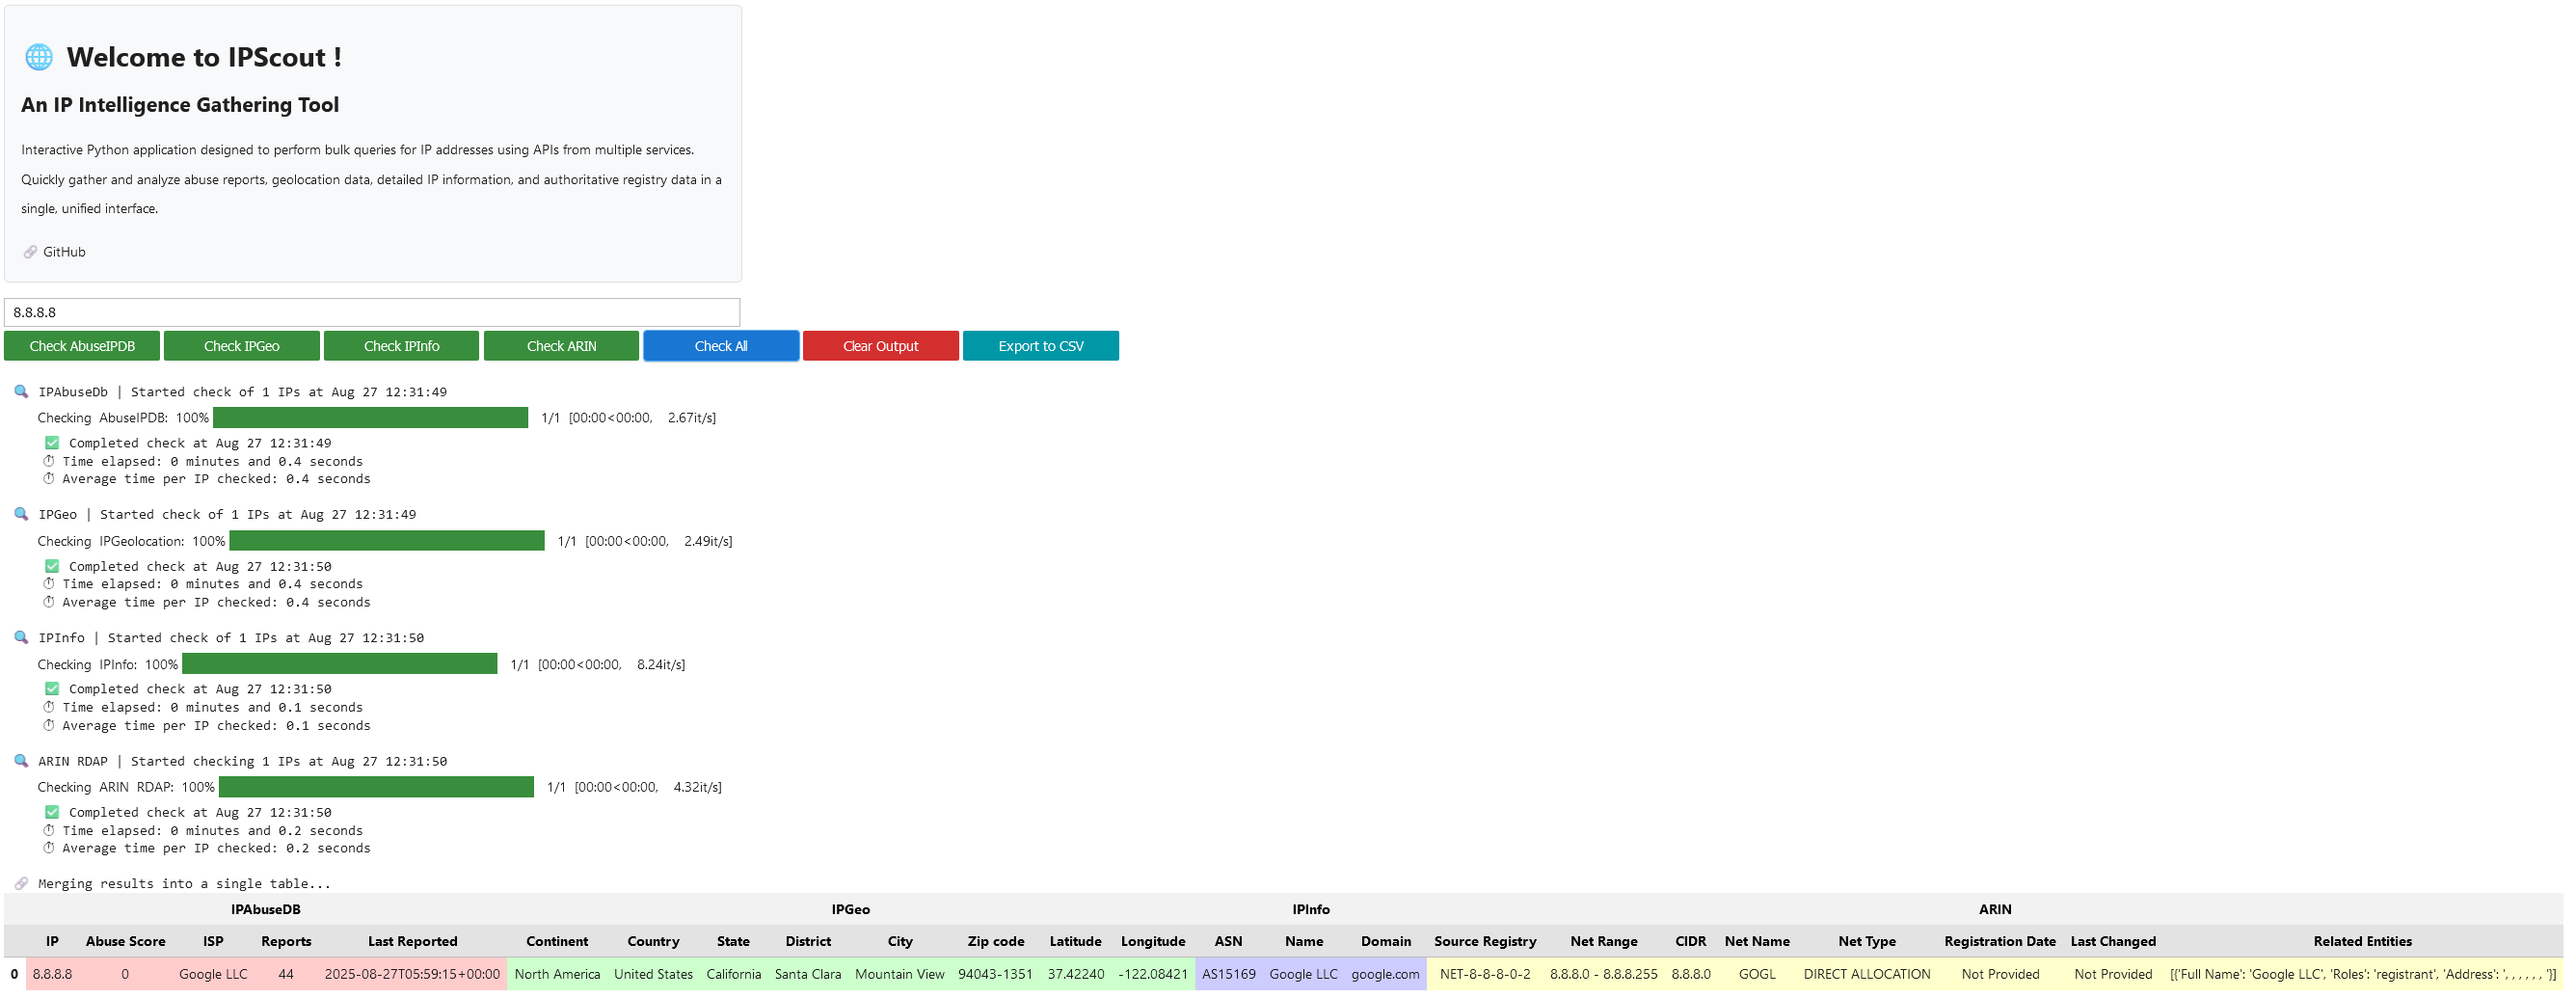 Welcome to IPScout !
An IP Intelligence Gathering Tool
Interactive Python application designed to perform bulk queries for IP addresses using APIs from multiple services.
Quickly gather and analyze abuse reports, geolocation data, detailed IP information, and authoritative registry data in a
single, unified interface.
GitHub
8.8.8.8
Check AbuseIPDB Check IPGeo Check IPInfo Check ARIN Check All Clear Output Export to CSV
IPAbuseDb | Started check of 1 IPs at Aug 27 12:31:49
Checking AbuseIPDB: 100% 1/1 [00:00<00:00, 2.67it/s]
Completed check at Aug 27 12:31:49
Time elapsed: 0 minutes and 0.4 seconds
Average time per IP checked: 0.4 seconds
IPGeo | Started check of 1 IPs at Aug 27 12:31:49
Checking IPGeolocation: 100% 1/1 [00:00<00:00, 2.49it/s]
Completed check at Aug 27 12:31:50
Time elapsed: 0 minutes and 0.4 seconds
Average time per IP checked: 0.4 seconds
IPInfo | Started check of 1 IPs at Aug 27 12:31:50
Checking IPInfo: 100% 1/1 [00:00<00:00, 8.24it/s]
Completed check at Aug 27 12:31:50
Time elapsed: 0 minutes and 0.1 seconds
Average time per IP checked: 0.1 seconds
ARIN RDAP | Started checking 1 IPs at Aug 27 12:31:50
Checking ARIN RDAP: 100% 1/1 [00:00<00:00, 4.32it/s]
Completed check at Aug 27 12:31:50
Time elapsed: 0 minutes and 0.2 seconds
Average time per IP checked: 0.2 seconds
Merging results into a single table...
IPAbuseDB IPGeo IPInfo ARIN
IP Abuse Score ISP Reports Last Reported Continent Country State District City Zip code Latitude Longitude ASN Name Domain Source Registry Net Range CIDR Net Name Net Type Registration Date Last Changed Related Entities
0 8.8.8.8 0 Google LLC 44 2025-08-27T05:59:15+00:00 North America United States California Santa Clara Mountain View 94043-1351 37.42240 -122.08421 AS15169 Google LLC google.com NET-8-8-8-0-2 8.8.8.0 - 8.8.8.255 8.8.8.0 GOGL DIRECT ALLOCATION Not Provided Not Provided [{'Full Name': 'Google LLC', 'Roles': 'registrant', 'Address': ', , , , , , '}]